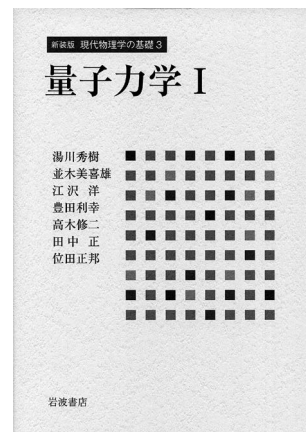 新装版 現代物理学の基礎3
量子力学 I
湯川秀樹
並木美喜雄
江沢 洋
豊田利幸
高木修二
田中 正
位田正邦
岩波書店